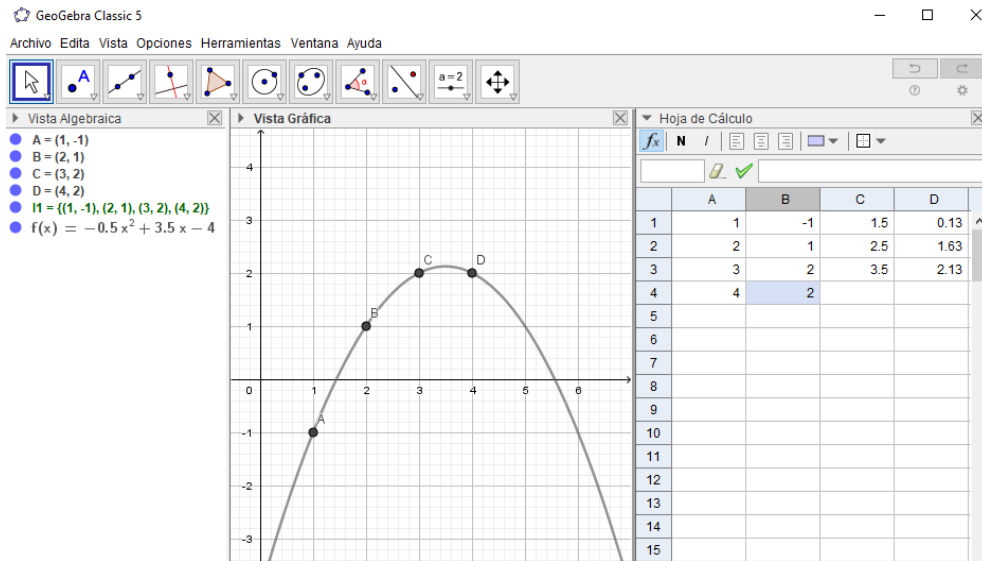 GeoGebra Classic 5
Archivo Edita Vista Opciones Herramientas Ventana Ayuda
A
α
a = 2
Vista Algebraica
A = (1, -1)
B = (2, 1)
C = (3, 2)
D = (4, 2)
l1 = {(1, -1), (2, 1), (3, 2), (4, 2)}
f(x) = −0.5 x² + 3.5 x − 4
Vista Gráfica
4
3
2
1
0
-1
-2
-3
1 2 3 4 5 6
A
B
C
D
Hoja de Cálculo
fx N I
A B C D
1 1 -1 1.5 0.13
2 2 1 2.5 1.63
3 3 2 3.5 2.13
4 4 2
5
6
7
8
9
10
11
12
13
14
15